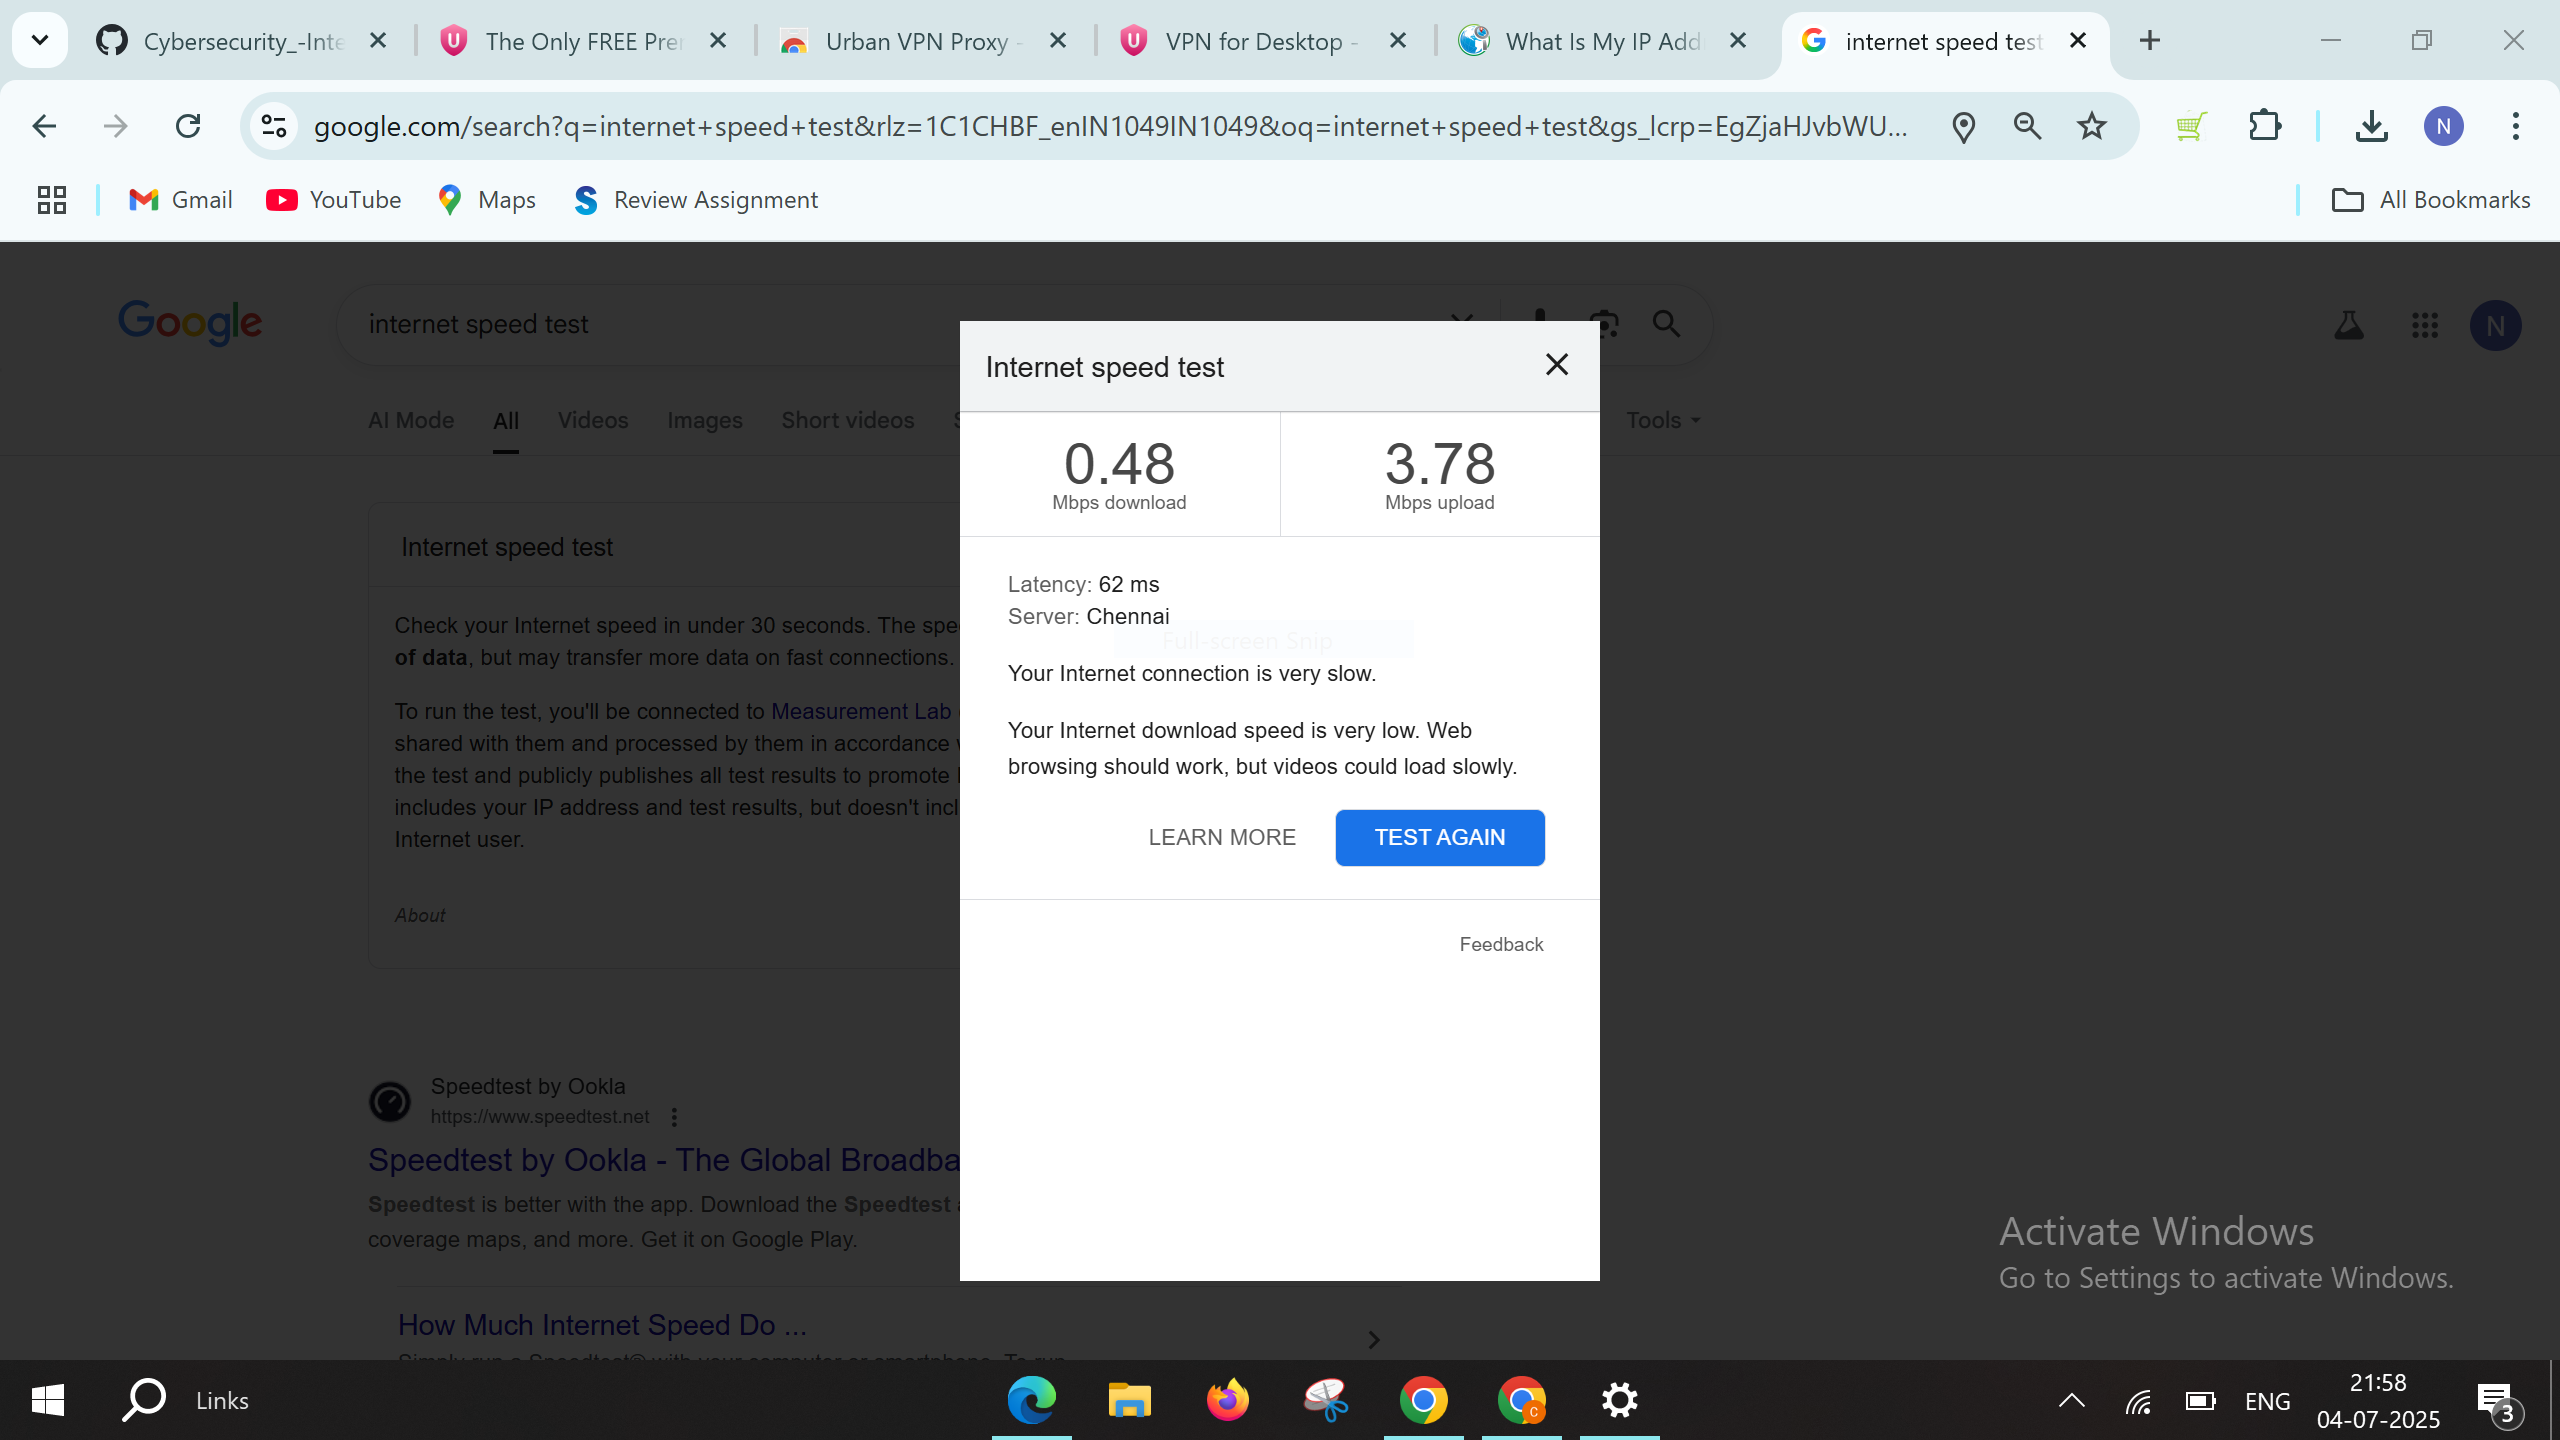 Cybersecurity_-Inte
The Only FREE Prer
Urban VPN Proxy -
VPN for Desktop -
What Is My IP Add
internet speed test
google.com/search?q=internet+speed+test&rlz=1C1CHBF_enIN1049IN1049&oq=internet+speed+test&gs_lcrp=EgZjaHJvbWU...
N
Gmail
YouTube
Maps
Review Assignment
All Bookmarks
Google
internet speed test
N
AI Mode
All
Videos
Images
Short videos
Tools
Internet speed test
0.48
Mbps download
3.78
Mbps upload
Latency: 62 ms
Server: Chennai
Full-screen Snip
Your Internet connection is very slow.
Your Internet download speed is very low. Web
browsing should work, but videos could load slowly.
LEARN MORE
TEST AGAIN
Feedback
Internet speed test
Check your Internet speed in under 30 seconds. The spe
of data, but may transfer more data on fast connections.
To run the test, you'll be connected to Measurement Lab
shared with them and processed by them in accordance
the test and publicly publishes all test results to promote
includes your IP address and test results, but doesn't incl
Internet user.
About
Speedtest by Ookla
https://www.speedtest.net
Speedtest by Ookla - The Global Broadba
Speedtest is better with the app. Download the Speedtest
coverage maps, and more. Get it on Google Play.
How Much Internet Speed Do ...
Simply run a Speedtest® with your computer or smartphone. To run
Activate Windows
Go to Settings to activate Windows.
Links
C
ENG
21:58
04-07-2025
3